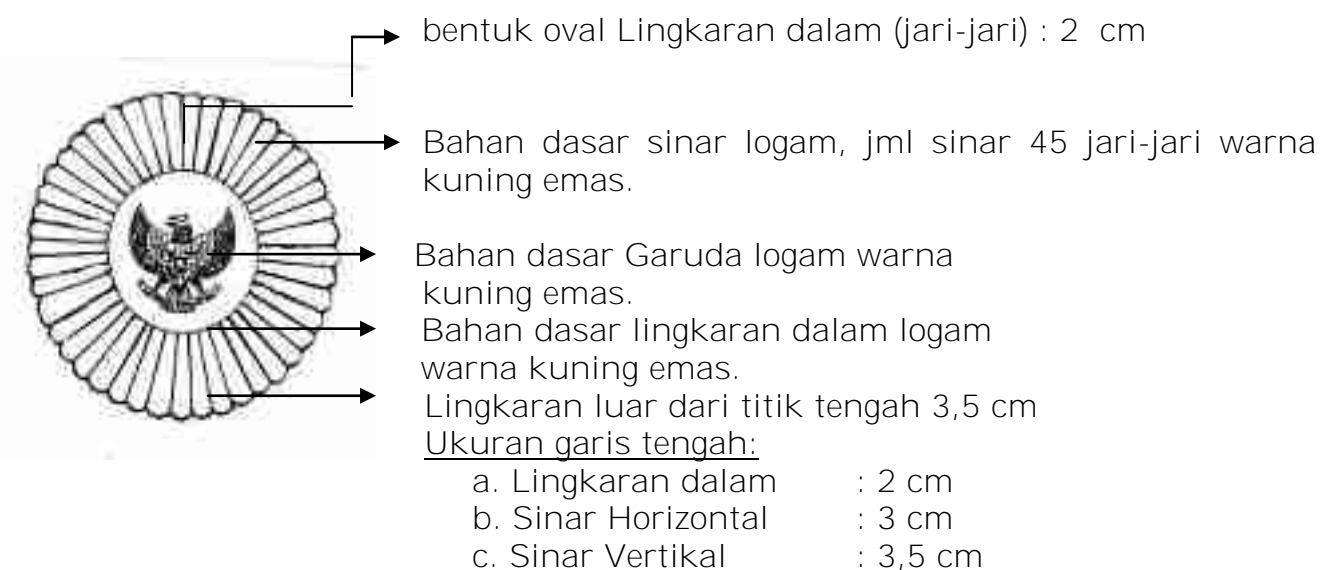 bentuk oval Lingkaran dalam (jari-jari) : 2 cm
Bahan dasar sinar logam, jml sinar 45 jari-jari warna
kuning emas.
Bahan dasar Garuda logam warna
kuning emas.
Bahan dasar lingkaran dalam logam
warna kuning emas.
Lingkaran luar dari titik tengah 3,5 cm
Ukuran garis tengah:
a. Lingkaran dalam : 2 cm
b. Sinar Horizontal : 3 cm
c. Sinar Vertikal : 3,5 cm